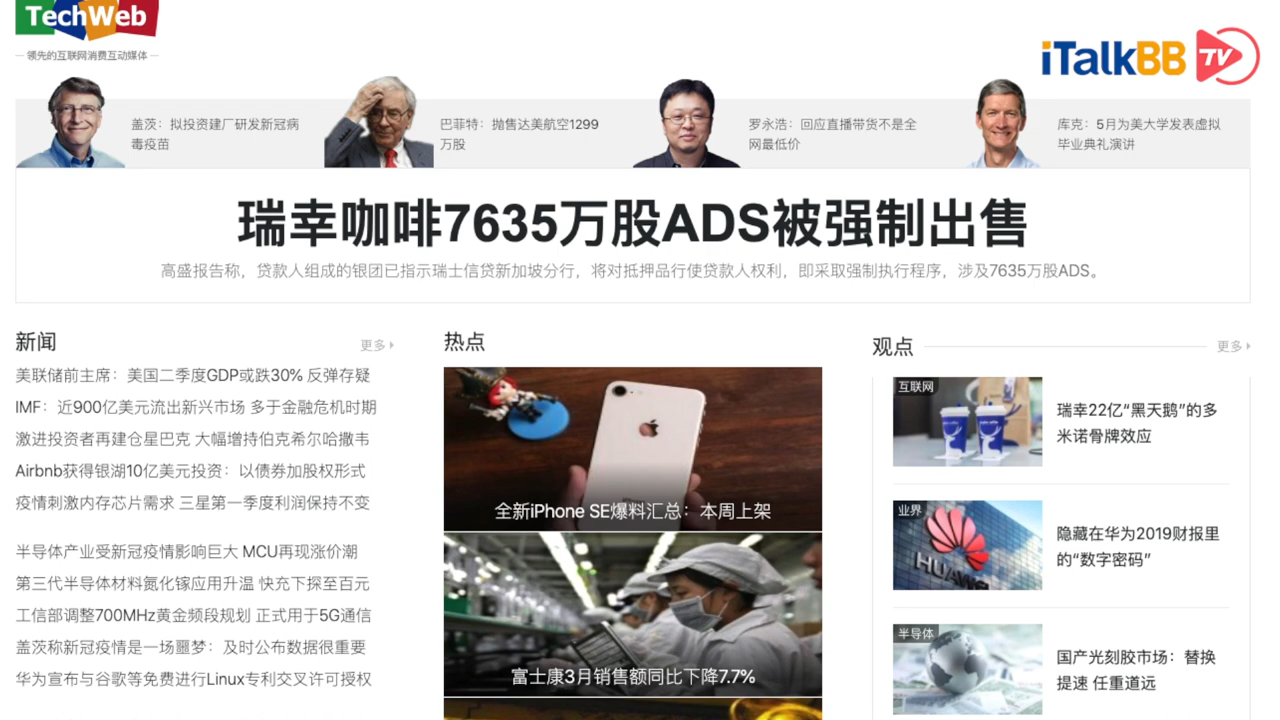 TechWeb
领先的互联网消费互动媒体
iTalkBB TV
盖茨：拟投资建厂研发新冠病
毒疫苗
巴菲特：抛售达美航空1299
万股
罗永浩：回应直播带货不是全
网最低价
库克：5月为美大学发表虚拟
毕业典礼演讲
瑞幸咖啡7635万股ADS被强制出售
高盛报告称，贷款人组成的银团已指示瑞士信贷新加坡分行，将对抵押品行使贷款人权利，即采取强制执行程序，涉及7635万股ADS。
新闻
更多
美联储前主席：美国二季度GDP或跌30% 反弹存疑
IMF：近900亿美元流出新兴市场 多于金融危机时期
激进投资者再建仓星巴克 大幅增持伯克希尔哈撒韦
Airbnb获得银湖10亿美元投资：以债券加股权形式
疫情刺激内存芯片需求 三星第一季度利润保持不变
半导体产业受新冠疫情影响巨大 MCU再现涨价潮
第三代半导体材料氮化镓应用升温 快充下探至百元
工信部调整700MHz黄金频段规划 正式用于5G通信
盖茨称新冠疫情是一场噩梦：及时公布数据很重要
华为宣布与谷歌等免费进行Linux专利交叉许可授权
热点
全新iPhone SE爆料汇总：本周上架
富士康3月销售额同比下降7.7%
观点
更多
互联网
瑞幸22亿“黑天鹅”的多
米诺骨牌效应
业界
HUAWEI
隐藏在华为2019财报里
的“数字密码”
半导体
国产光刻胶市场：替换
提速 任重道远